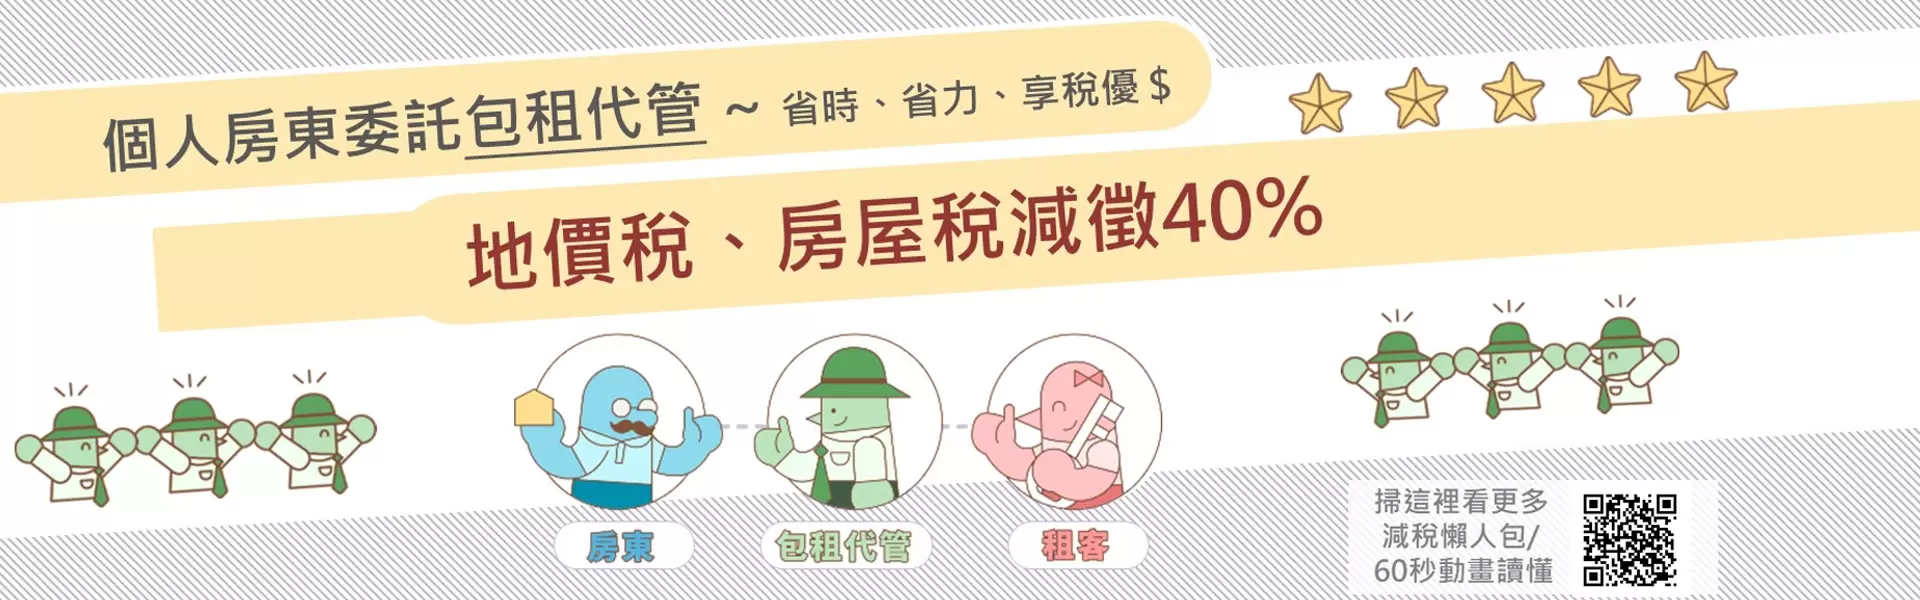 個人房東委託包租代管 ~ 省時、省力、享稅優 $
地價稅、房屋稅減徵40%
房東
包租代管
租客
掃這裡看更多
減稅懶人包/
60秒動畫讀懂